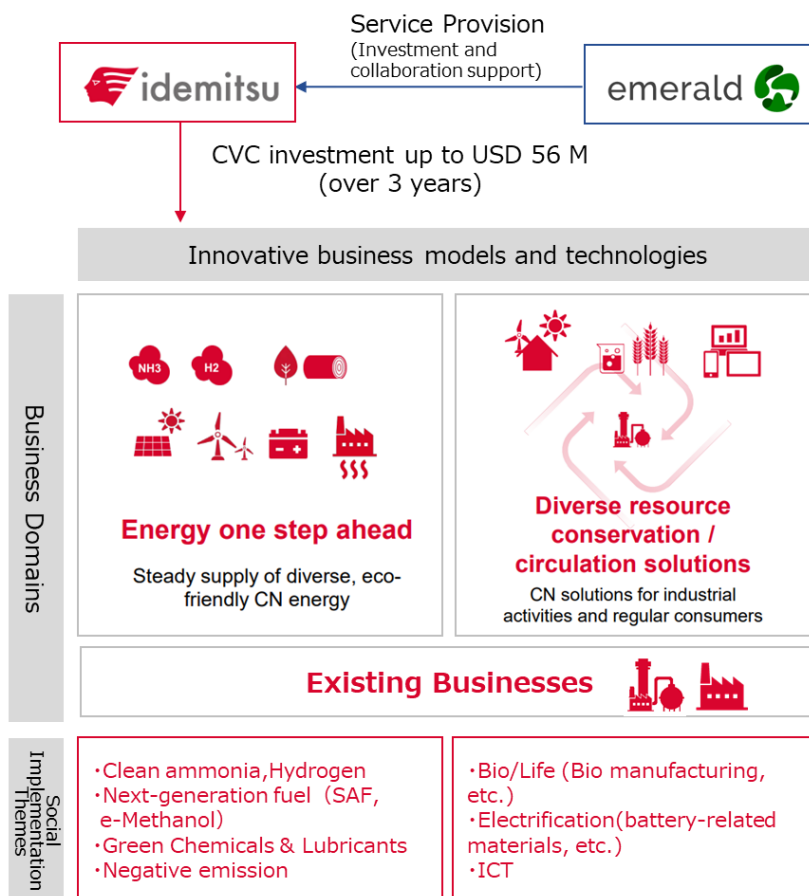 Service Provision
(Investment and
collaboration support)
idemitsu
emerald
CVC investment up to USD 56 M
(over 3 years)
Innovative business models and technologies
Business Domains
NH3
H2
Energy one step ahead
Steady supply of diverse, eco-
friendly CN energy
Diverse resource
conservation /
circulation solutions
CN solutions for industrial
activities and regular consumers
Existing Businesses
Social
Implementation
Themes
・Clean ammonia,Hydrogen
・Next-generation fuel（SAF,
e-Methanol）
・Green Chemicals & Lubricants
・Negative emission
・Bio/Life (Bio manufacturing,
etc.)
・Electrification(battery-related
materials, etc.)
・ICT